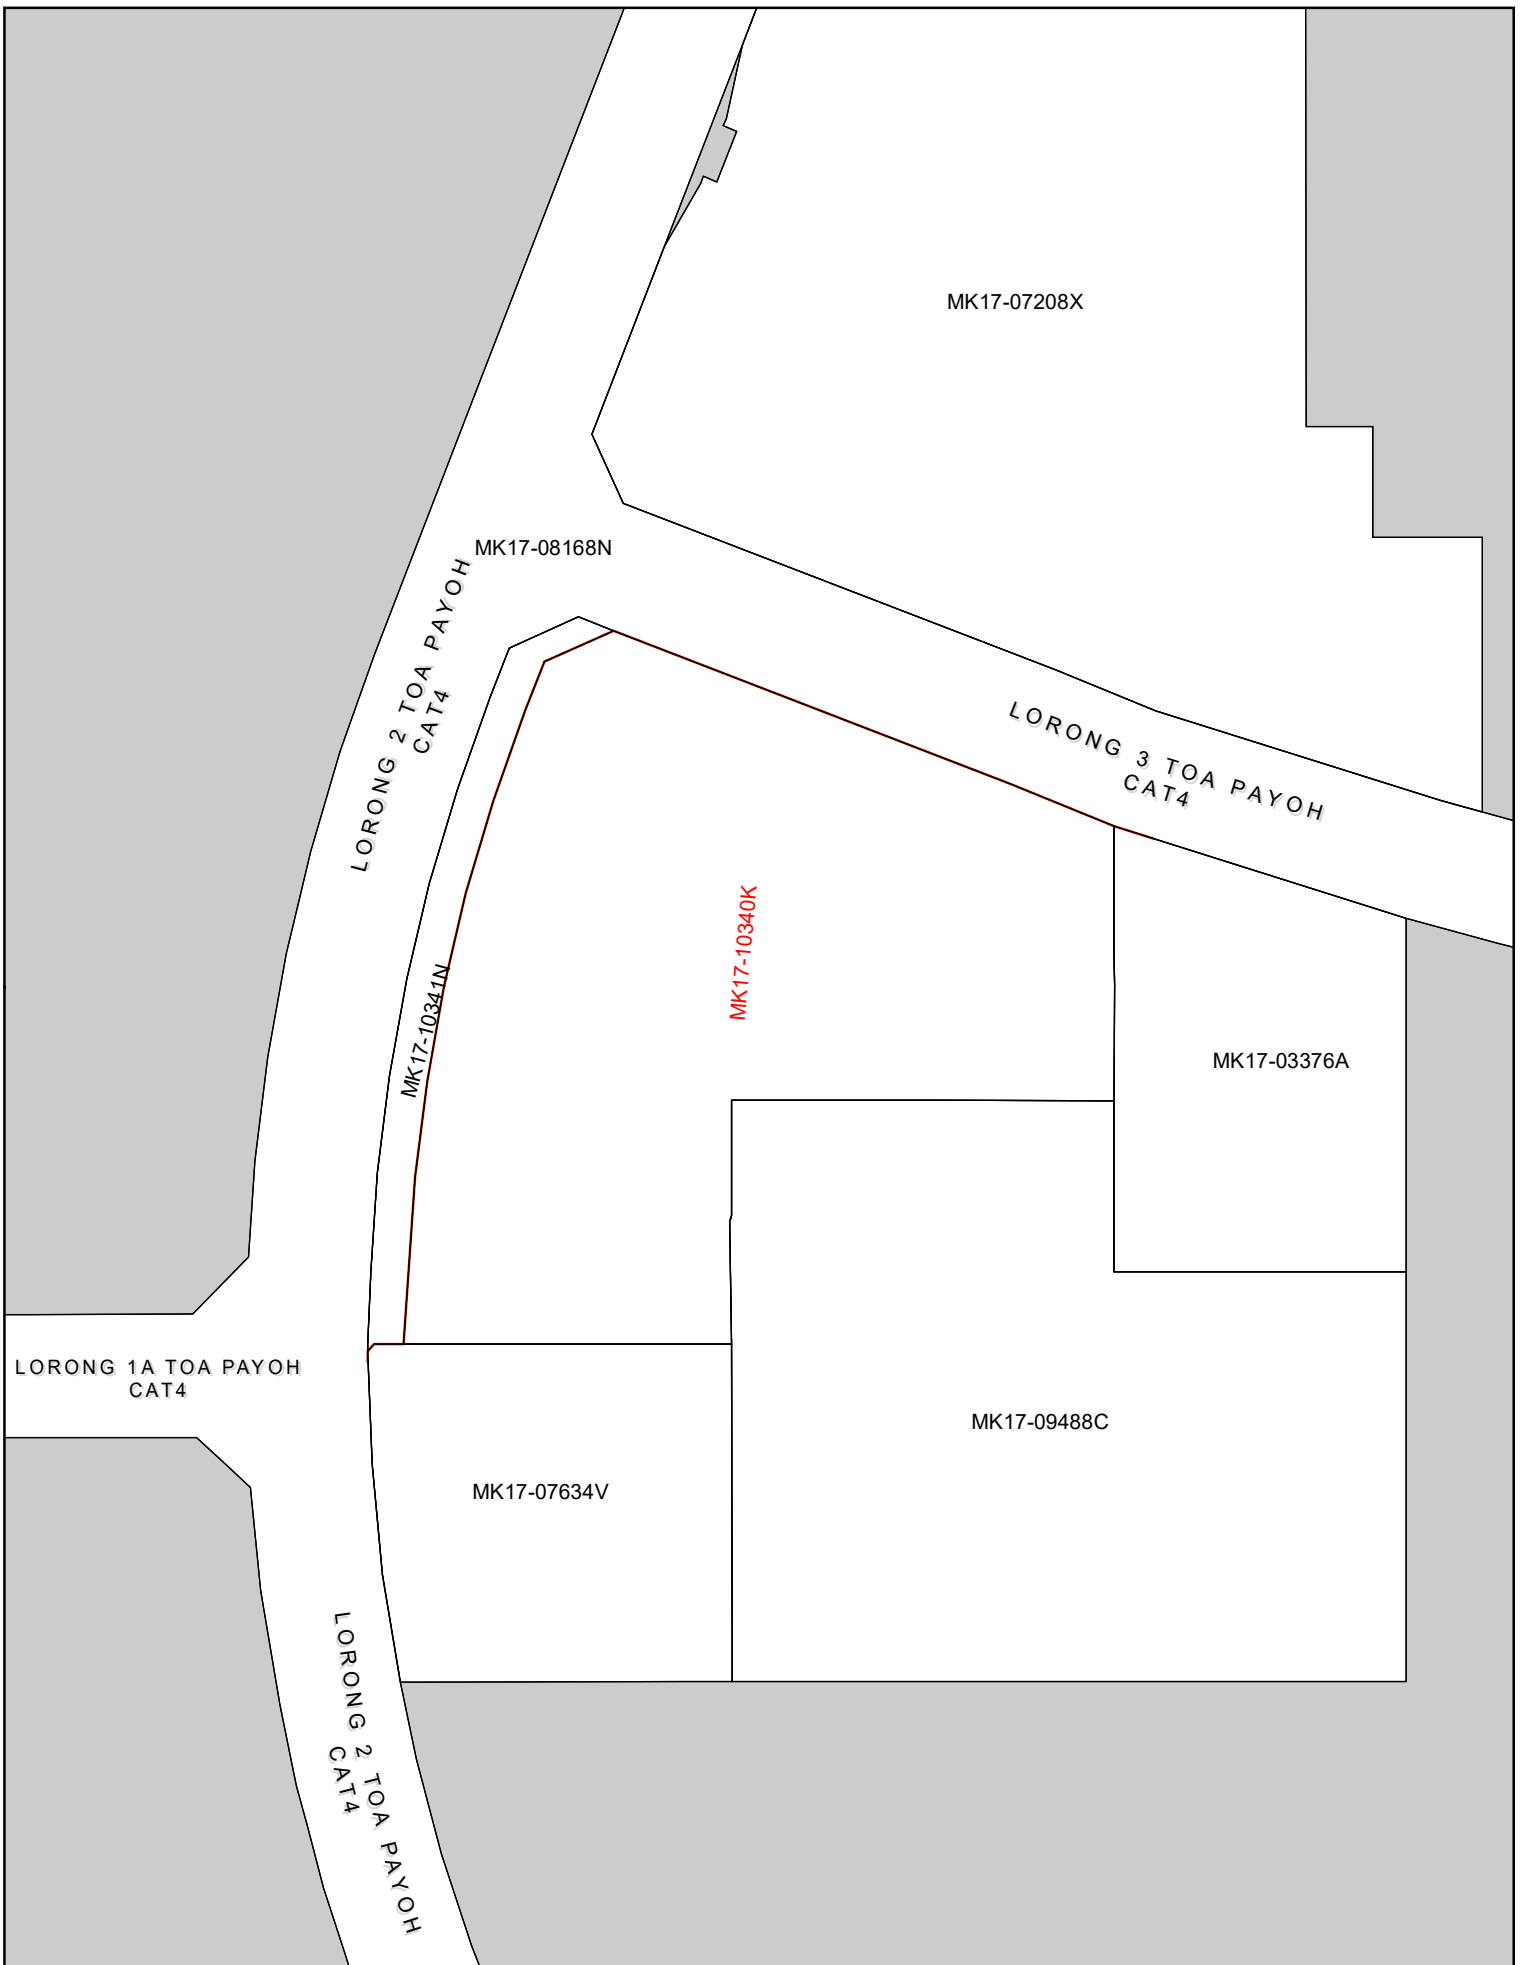 MK17-07208X
MK17-08168N
LORONG 2 TOA PAYOH
CAT4
LORONG 3 TOA PAYOH
CAT4
MK17-10340K
MK17-10341N
MK17-03376A
LORONG 1A TOA PAYOH
CAT4
MK17-09488C
MK17-07634V
LORONG 2 TOA PAYOH
CAT4